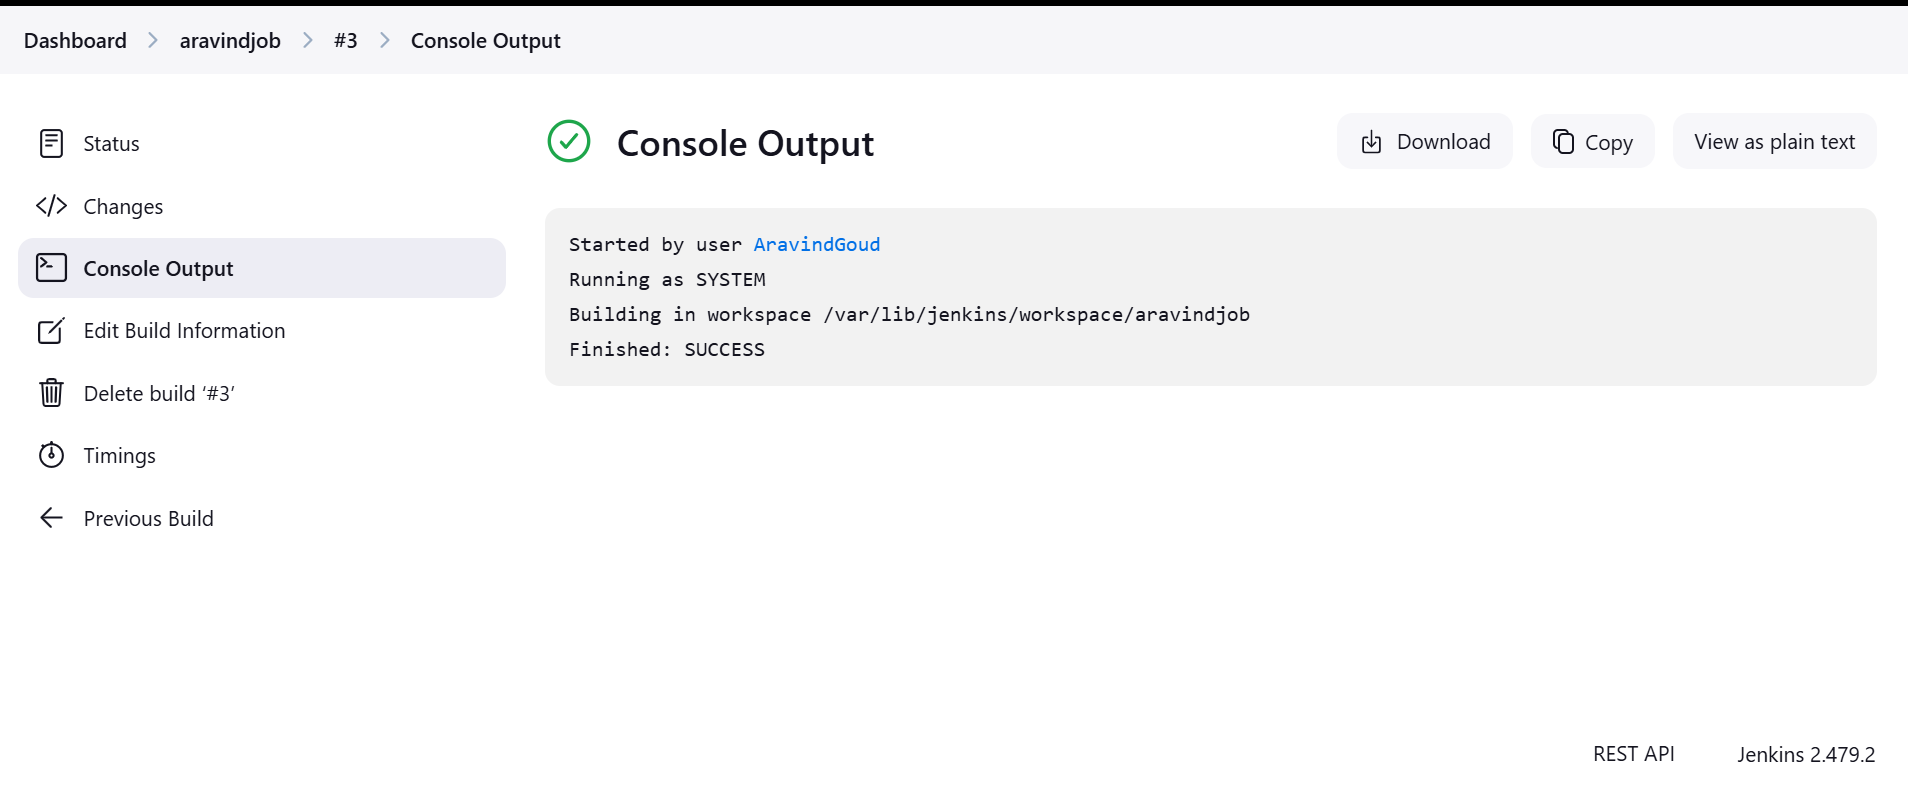 Dashboard > aravindjob > #3 > Console Output
Status
Changes
Console Output
Edit Build Information
Delete build ‘#3’
Timings
Previous Build
Console Output
Download
Copy
View as plain text
Started by user AravindGoud
Running as SYSTEM
Building in workspace /var/lib/jenkins/workspace/aravindjob
Finished: SUCCESS
REST API
Jenkins 2.479.2